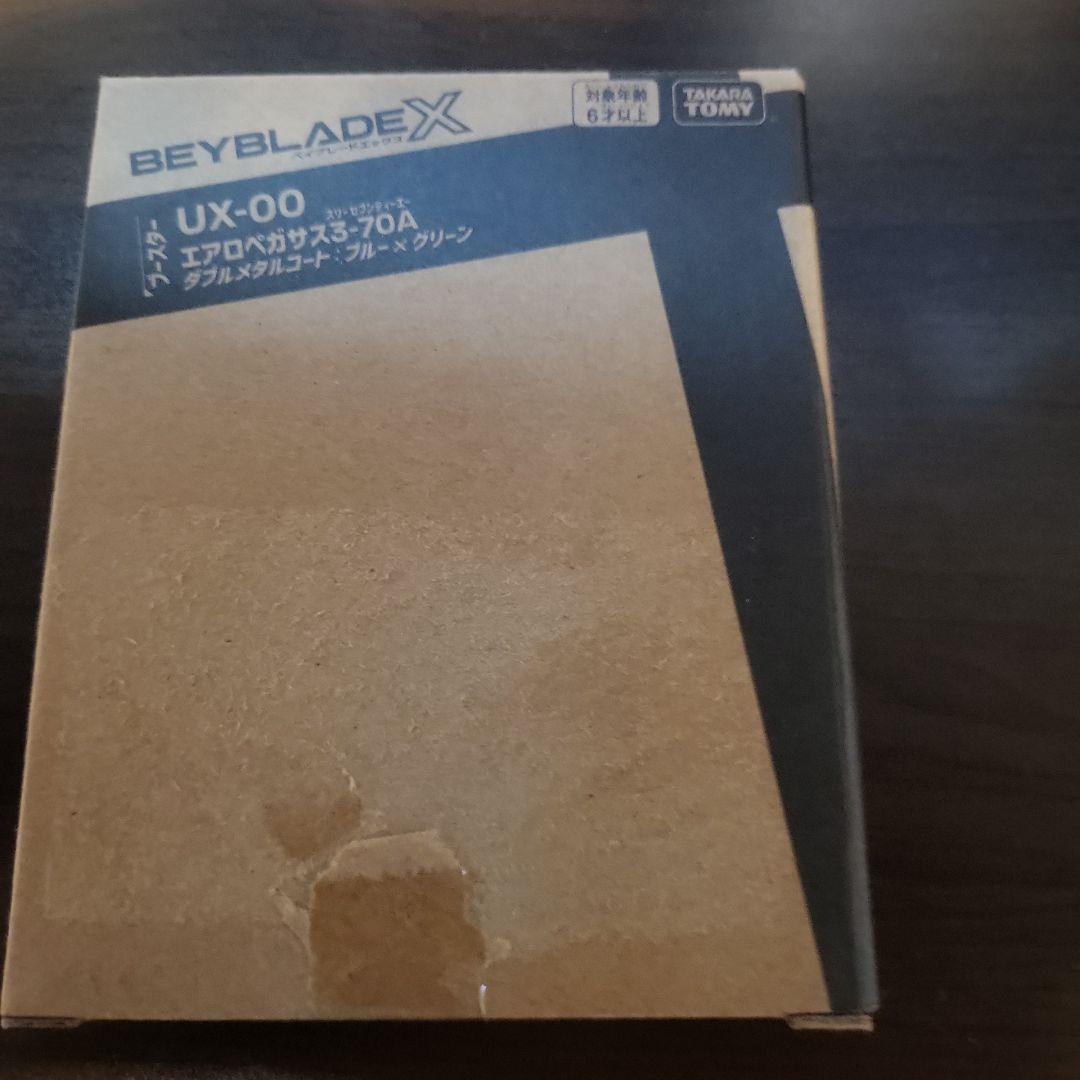 BEYBLADE X
ベイブレードエックス
対象年齢
6才以上
TAKARA
TOMY
ブースター
UX-00
スリーセブンティーエー
エアロペガサス3-70A
ダブルメタルコート:ブルー×グリーン